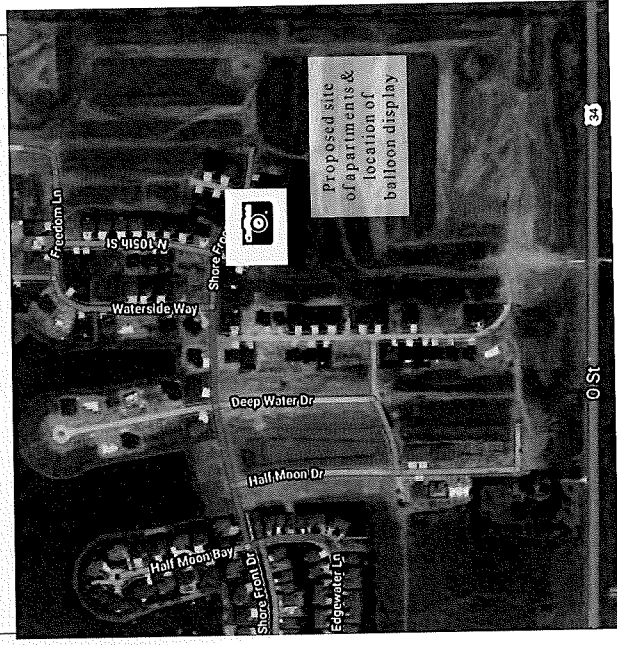 Freedom Ln
N 105th St
Shore Fro
Waterside Way
Proposed site
of apartments &
location of
balloon display
Deep Water Dr
Half Moon Dr
Half Moon Bay
Shore Front Dr
Edgewater Ln
O St
34